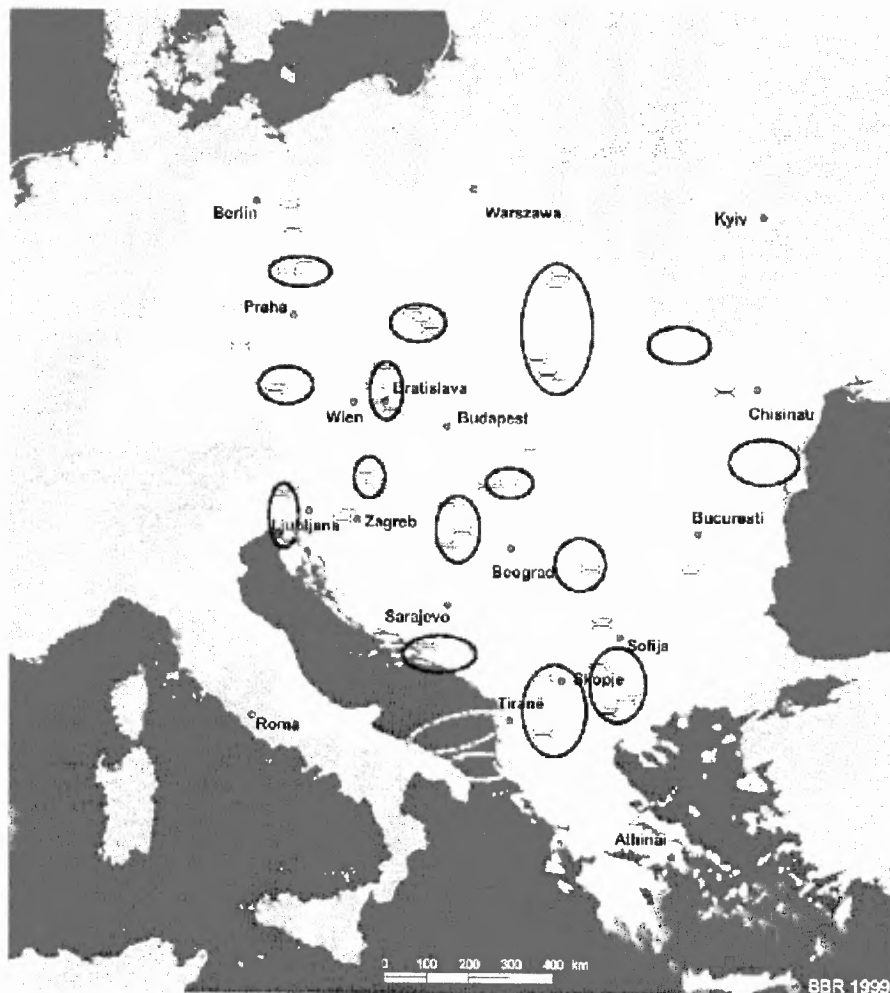 Berlin
Warszawa
Kyiv
Praha
Bratislava
Wien
Budapest
Chisinau
Ljubljana
Zagreb
Bucuresti
Beograd
Sarajevo
Sofija
Skopje
Tiranë
Roma
Athinai
0 100 200 300 400 km
© BBR 1999